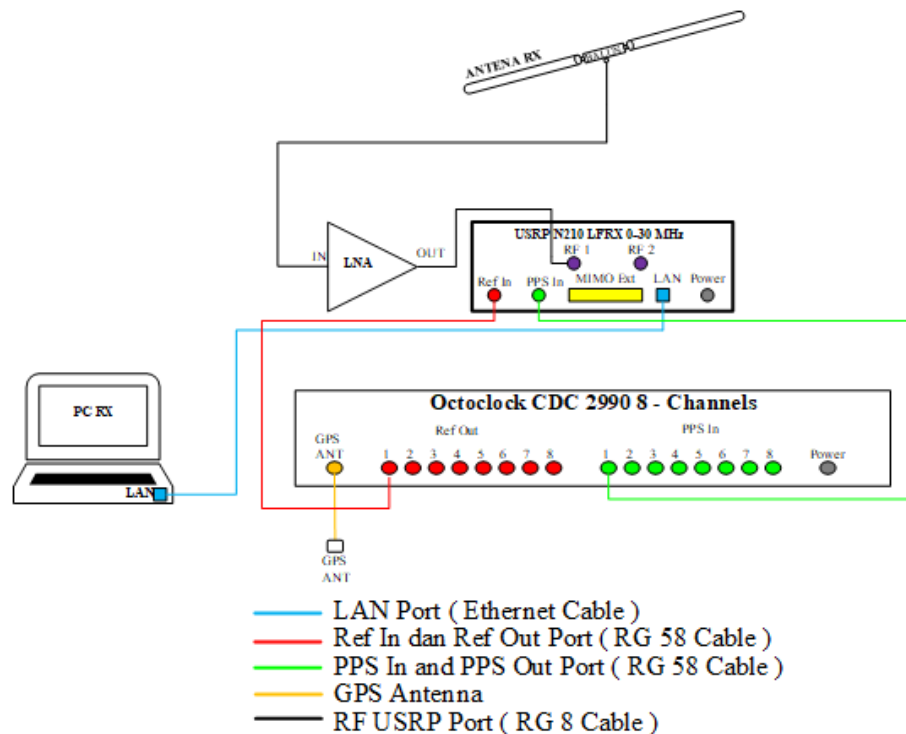 ANTENA RX
BALUN
USRP N210 LFRX 0-30 MHz
RF 1 RF 2
IN LNA OUT
Ref In PPS In MIMO Ext LAN Power
PC RX
LAN
Octoclock CDC 2990 8 - Channels
Ref Out PPS In
GPS
ANT
1 2 3 4 5 6 7 8
1 2 3 4 5 6 7 8
Power
GPS
ANT
LAN Port ( Ethernet Cable )
Ref In dan Ref Out Port ( RG 58 Cable )
PPS In and PPS Out Port ( RG 58 Cable )
GPS Antenna
RF USRP Port ( RG 8 Cable )